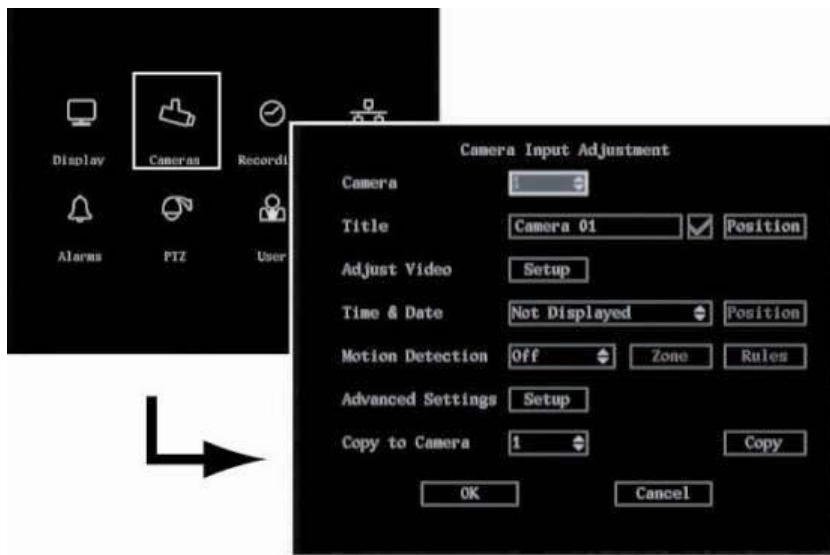 Display
Cameras
Recordi
Alarms
PTZ
User
Camera Input Adjustment
Camera 1
Title Camera 01 Position
Adjust Video Setup
Time & Date Not Displayed Position
Motion Detection Off Zone Rules
Advanced Settings Setup
Copy to Camera 1 Copy
OK Cancel